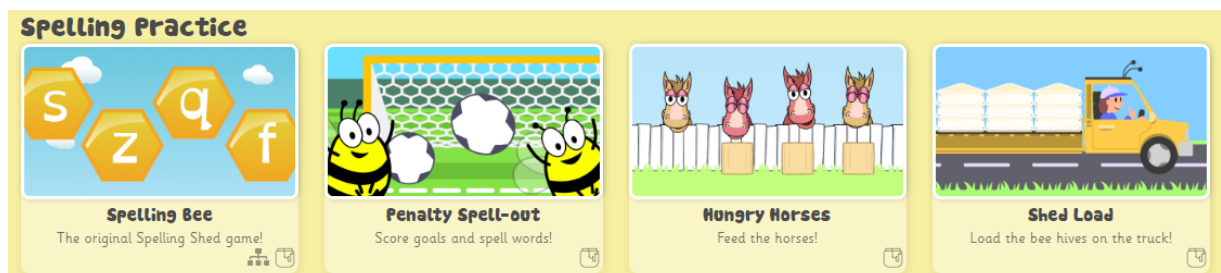 Spelling Practice
s z q f
Spelling Bee
The original Spelling Shed game!
Penalty Spell-out
Score goals and spell words!
Hungry Horses
Feed the horses!
Shed Load
Load the bee hives on the truck!